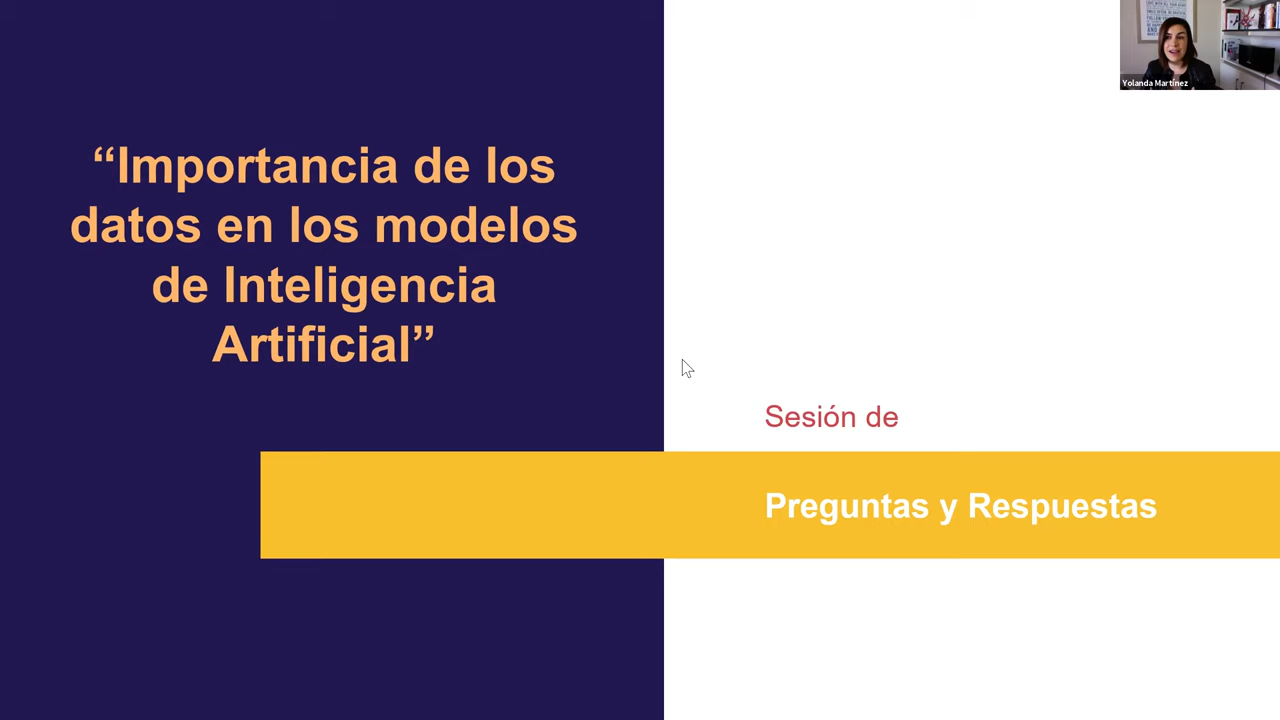 “Importancia de los
datos en los modelos
de Inteligencia
Artificial”
Sesión de
Preguntas y Respuestas
Yolanda Martínez